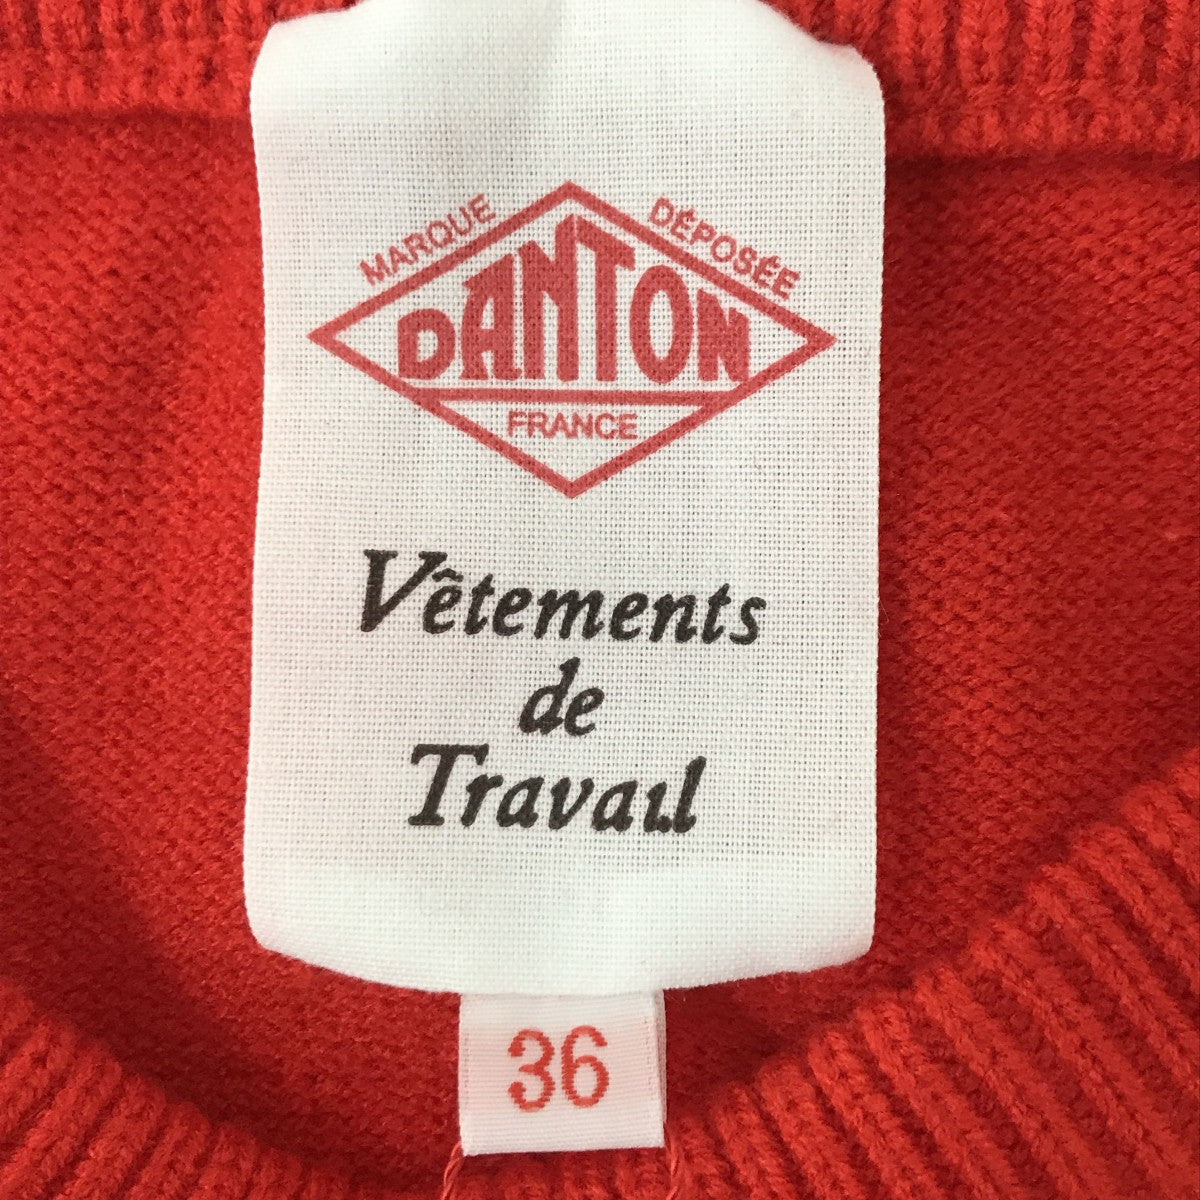 MARQUE DÉPOSÉE
DANTON
FRANCE
Vêtements
de
Travail
36